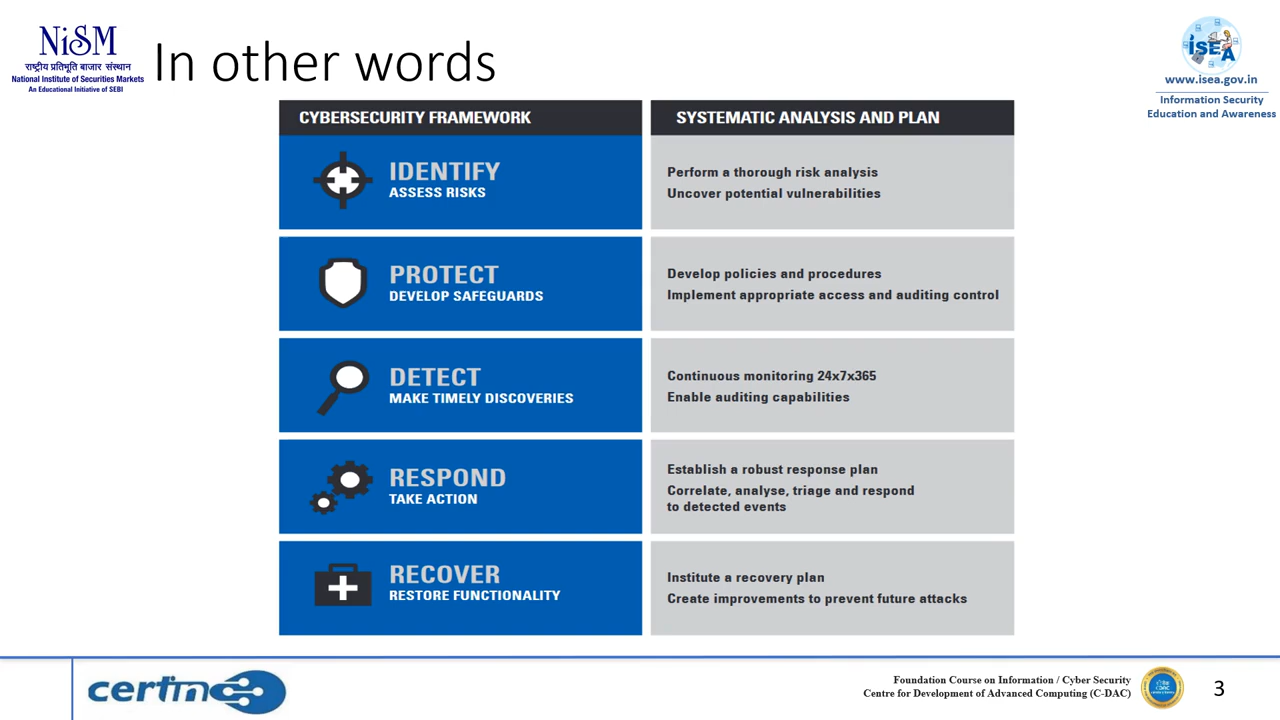 NiSM
राष्ट्रीय प्रतिभूति बाजार संस्थान
National Institute of Securities Markets
An Educational Initiative of SEBI
In other words
ISEA
www.isea.gov.in
Information Security
Education and Awareness
CYBERSECURITY FRAMEWORK
SYSTEMATIC ANALYSIS AND PLAN
IDENTIFY
ASSESS RISKS
Perform a thorough risk analysis
Uncover potential vulnerabilities
PROTECT
DEVELOP SAFEGUARDS
Develop policies and procedures
Implement appropriate access and auditing control
DETECT
MAKE TIMELY DISCOVERIES
Continuous monitoring 24x7x365
Enable auditing capabilities
RESPOND
TAKE ACTION
Establish a robust response plan
Correlate, analyse, triage and respond
to detected events
RECOVER
RESTORE FUNCTIONALITY
Institute a recovery plan
Create improvements to prevent future attacks
certin
Foundation Course on Information / Cyber Security
Centre for Development of Advanced Computing (C-DAC)
3